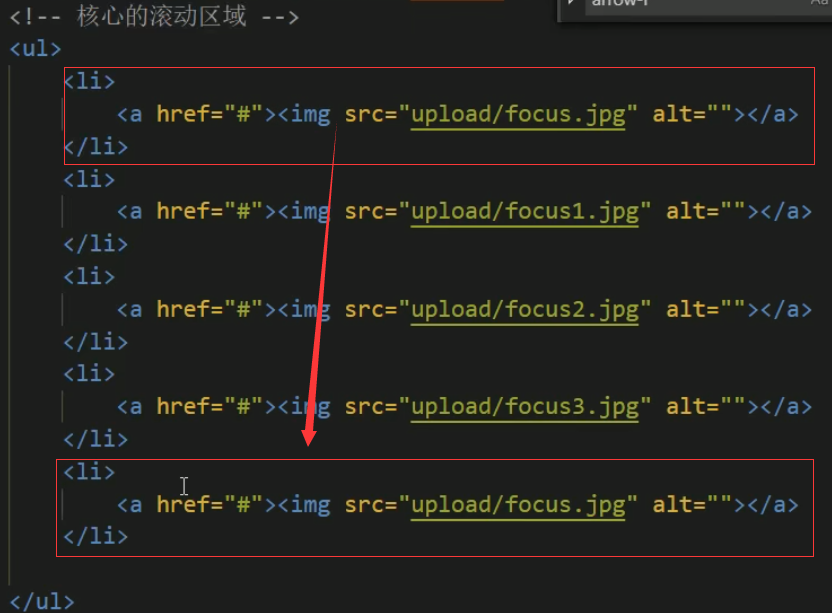 <!-- 核心的滚动区域 -->
<ul>
<li>
<a href="#"><img src="upload/focus.jpg" alt=""></a>
</li>
<li>
<a href="#"><img src="upload/focus1.jpg" alt=""></a>
</li>
<li>
<a href="#"><img src="upload/focus2.jpg" alt=""></a>
</li>
<li>
<a href="#"><img src="upload/focus3.jpg" alt=""></a>
</li>
<li>
<a href="#"><img src="upload/focus.jpg" alt=""></a>
</li>
</ul>